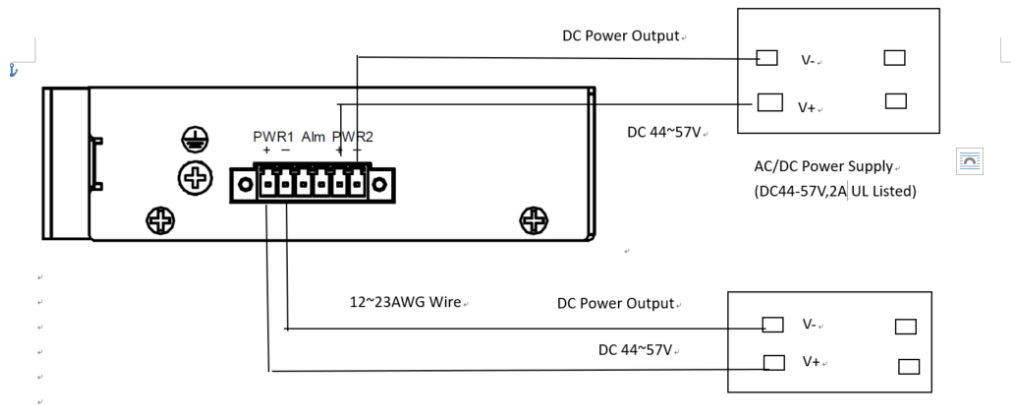 DC Power Output
V-
V+
DC 44~57V
PWR1 Alm PWR2
+ − + −
AC/DC Power Supply
(DC44-57V,2A UL Listed)
12~23AWG Wire
DC Power Output
V-
DC 44~57V
V+